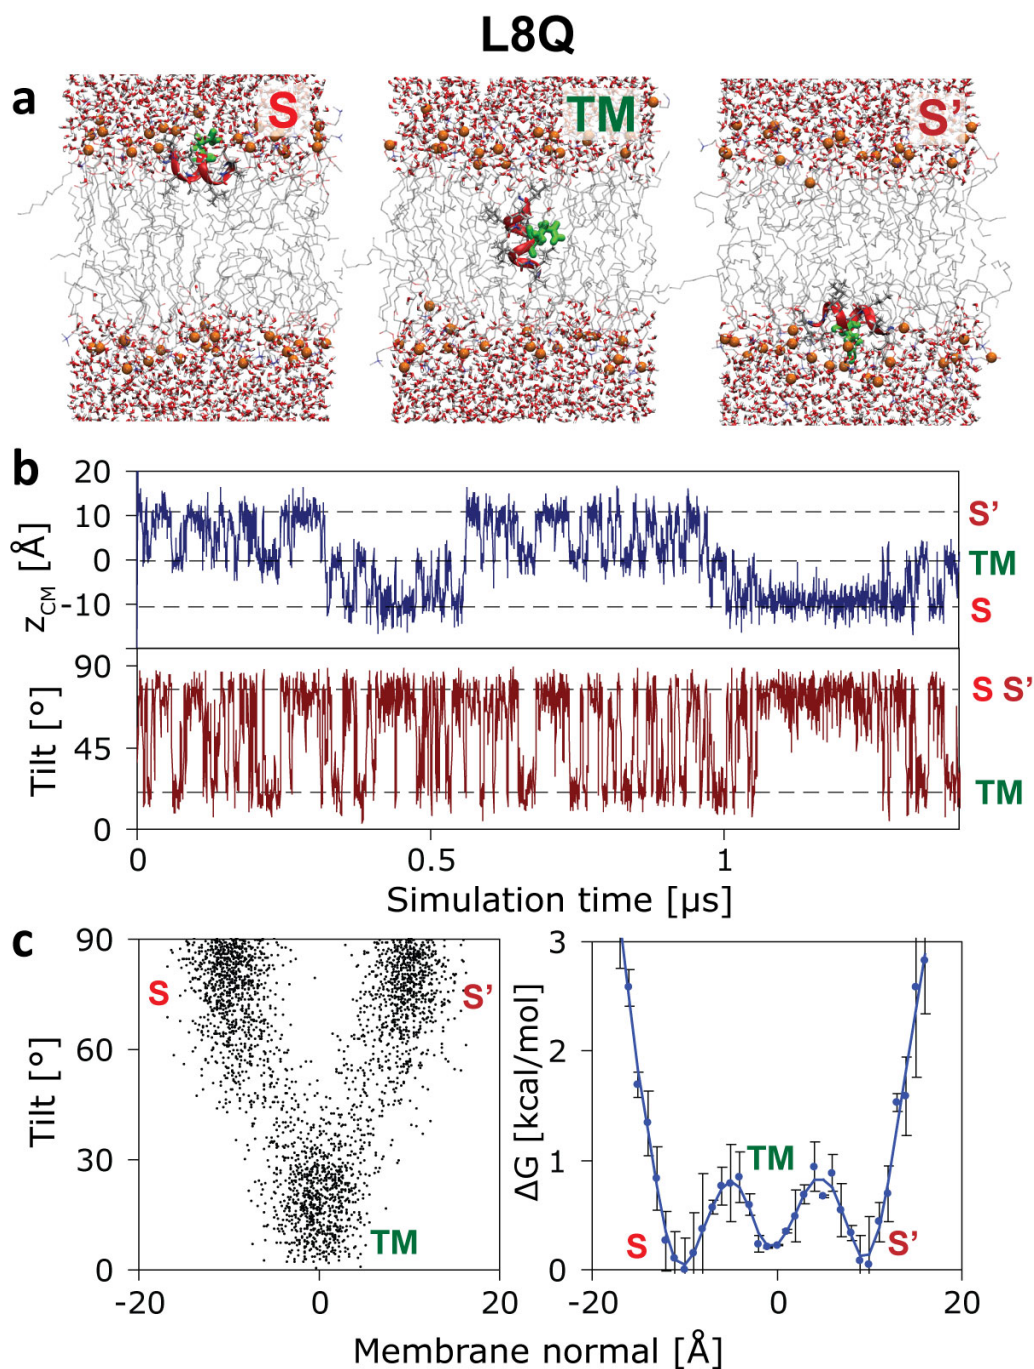 L8Q
a
S
TM
S'
b
20
10
0
-10
z_CM [Å]
S'
TM
S
90
45
0
Tilt [°]
S S'
TM
0
0.5
1
Simulation time [µs]
c
90
60
30
0
Tilt [°]
S
S'
TM
-20
0
20
3
2
1
0
ΔG [kcal/mol]
TM
S
S'
-20
0
20
Membrane normal [Å]